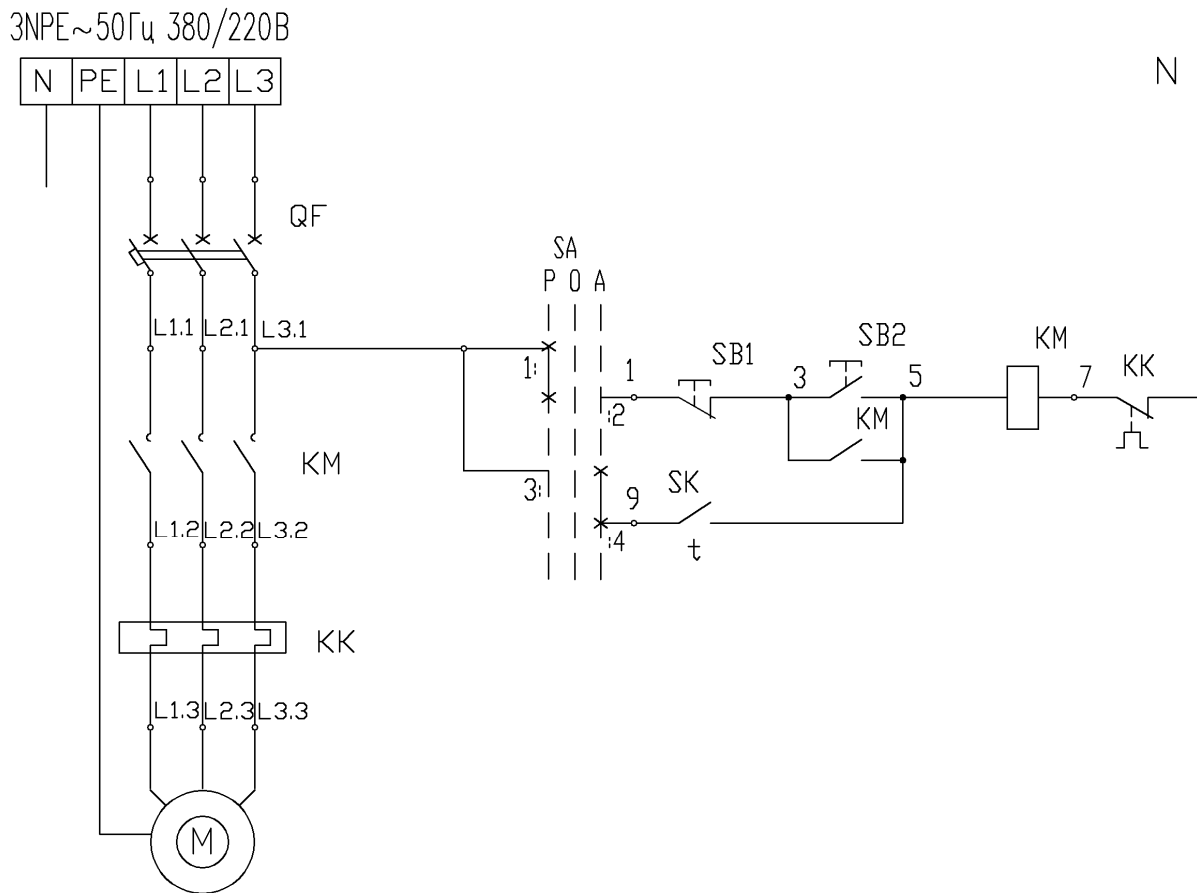 3NPE~50Гц 380/220В
N PE L1 L2 L3
N
QF
SA
P O A
L1.1 L2.1 L3.1
1:
:2
1
SB1
3
SB2
5
KM
7
KK
KM
KM
3:
:4
9
SK
t
L1.2 L2.2 L3.2
KK
L1.3 L2.3 L3.3
M